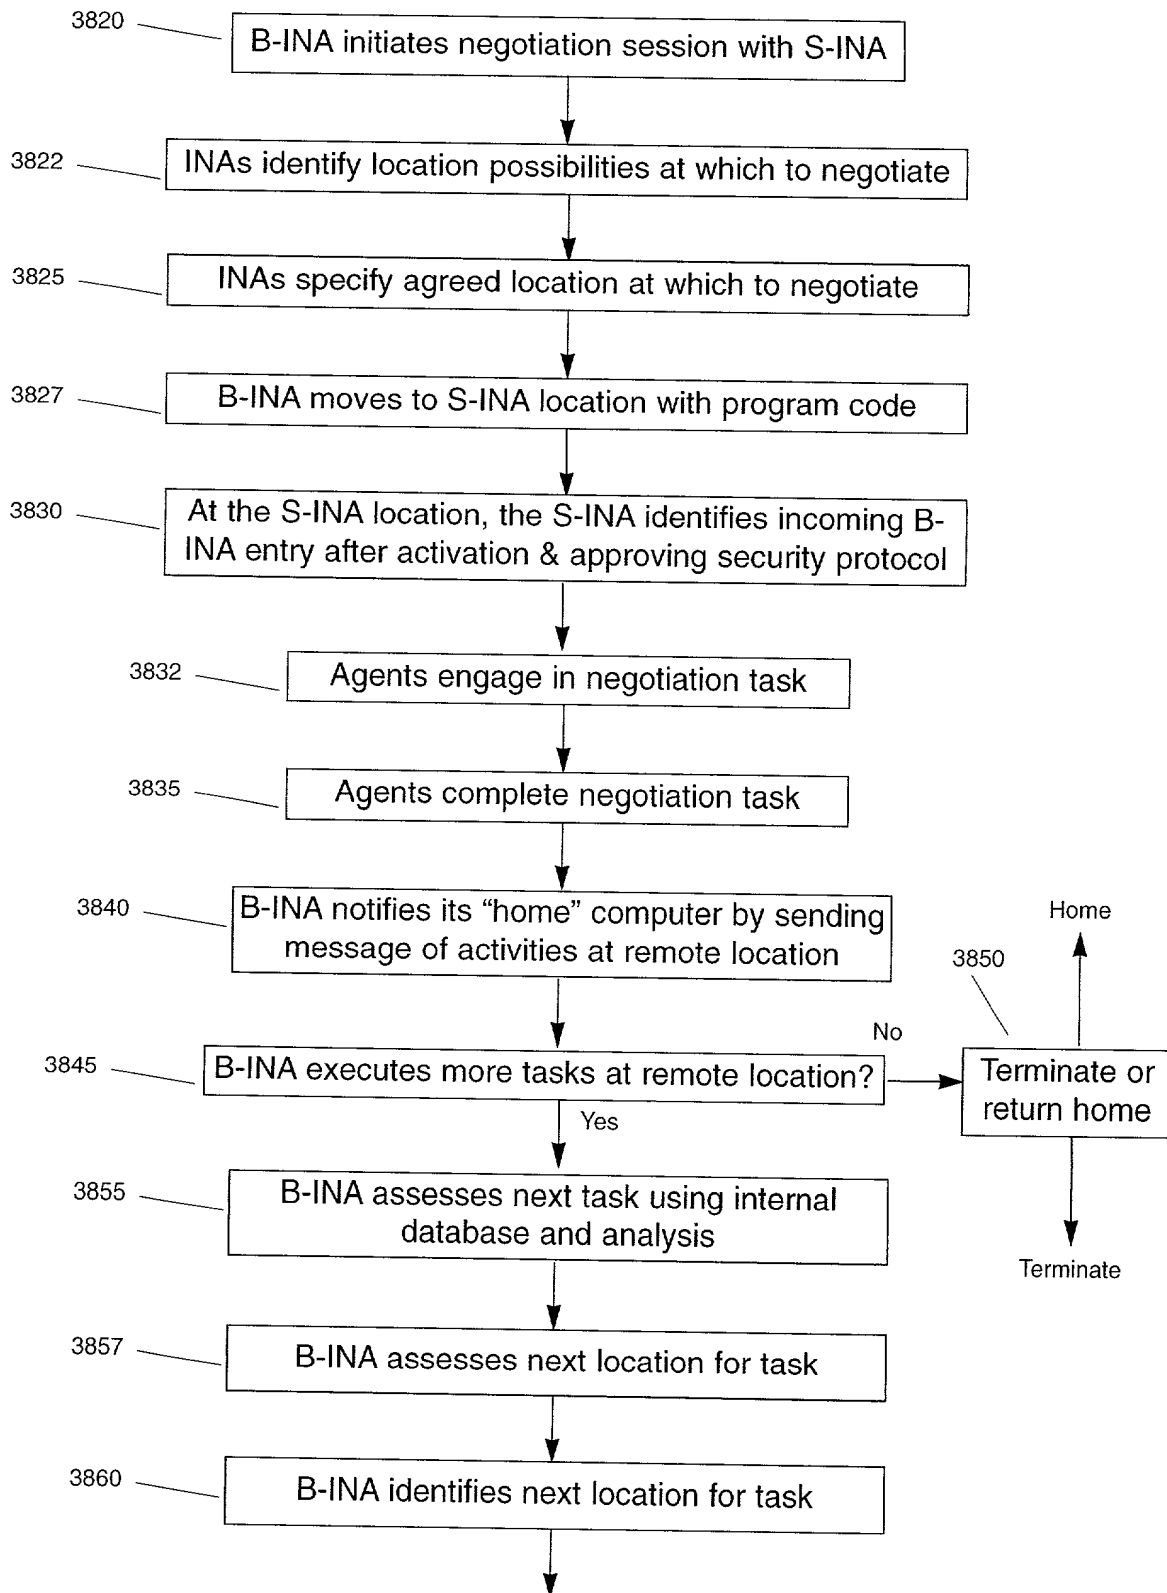 3820
B-INA initiates negotiation session with S-INA
3822
INAs identify location possibilities at which to negotiate
3825
INAs specify agreed location at which to negotiate
3827
B-INA moves to S-INA location with program code
3830
At the S-INA location, the S-INA identifies incoming B-
INA entry after activation & approving security protocol
3832
Agents engage in negotiation task
3835
Agents complete negotiation task
3840
B-INA notifies its “home” computer by sending
message of activities at remote location
Home
3850
No
3845
B-INA executes more tasks at remote location?
Terminate or
return home
Yes
Terminate
3855
B-INA assesses next task using internal
database and analysis
3857
B-INA assesses next location for task
3860
B-INA identifies next location for task